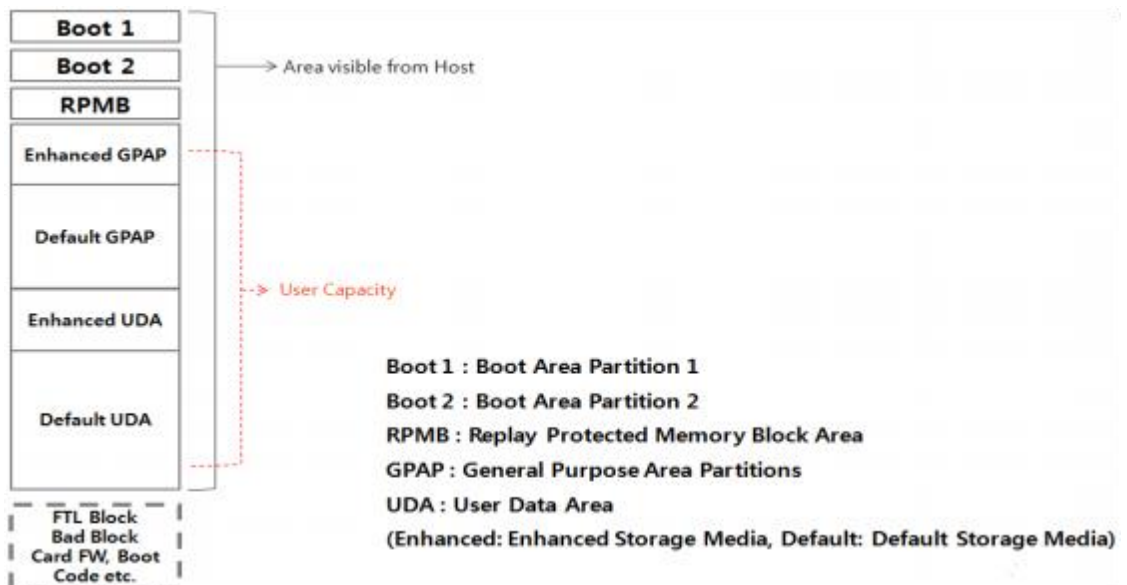 Boot 1
Boot 2
RPMB
Enhanced GPAP
Default GPAP
Enhanced UDA
Default UDA
FTL Block
Bad Block
Card FW, Boot
Code etc.
Area visible from Host
User Capacity
Boot 1 : Boot Area Partition 1
Boot 2 : Boot Area Partition 2
RPMB : Replay Protected Memory Block Area
GPAP : General Purpose Area Partitions
UDA : User Data Area
(Enhanced: Enhanced Storage Media, Default: Default Storage Media)